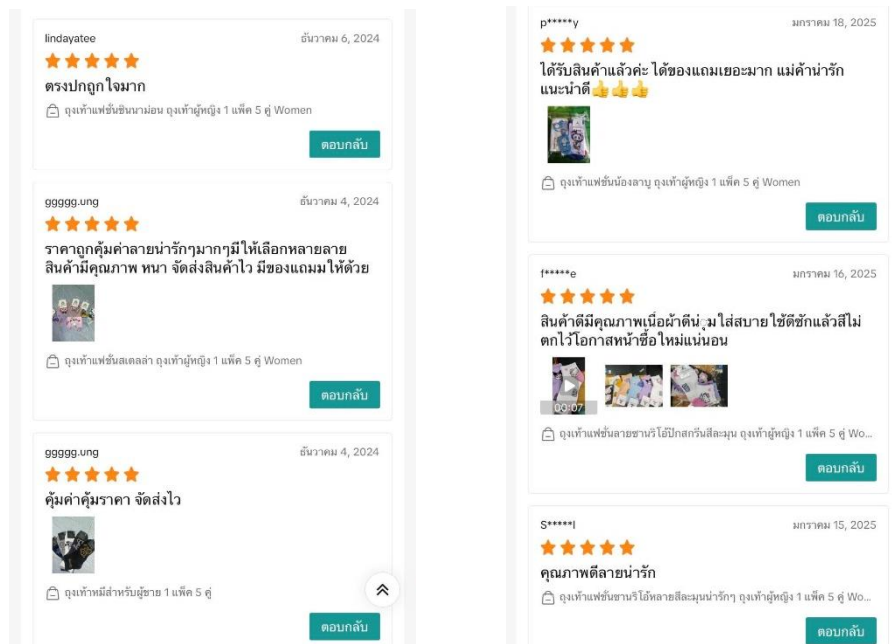 lindayatee
ธันวาคม 6, 2024
ตรงปกถูกใจมาก
ถุงเท้าแฟชั่นชินนาม่อน ถุงเท้าผู้หญิง 1 แพ็ค 5 คู่ Women
ตอบกลับ
ggggg.ung
ธันวาคม 4, 2024
ราคาถูกคุ้มค่าลายน่ารักๆมากๆมีให้เลือกหลายลาย
สินค้ามีคุณภาพ หนา จัดส่งสินค้าไว มีของแถมมให้ด้วย
ถุงเท้าแฟชั่นสเตลล่า ถุงเท้าผู้หญิง 1 แพ็ค 5 คู่ Women
ตอบกลับ
ggggg.ung
ธันวาคม 4, 2024
คุ้มค่าคุ้มราคา จัดส่งไว
ถุงเท้าหมีสำหรับผู้ชาย 1 แพ็ค 5 คู่
ตอบกลับ
p*****y
มกราคม 18, 2025
ได้รับสินค้าแล้วค่ะ ได้ของแถมเยอะมาก แม่ค้าน่ารัก
แนะนำดี👍👍👍
ถุงเท้าแฟชั่นน้องลาบู ถุงเท้าผู้หญิง 1 แพ็ค 5 คู่ Women
ตอบกลับ
f*****e
มกราคม 16, 2025
สินค้าดีมีคุณภาพเนื่อผ้าดีนุ่ม ใส่สบาย ใช้ดีซักแล้วสีไม่
ตกไว้โอกาสหน้าซื้อใหม่แน่นอน
00:07
ถุงเท้าแฟชั่นลายซานริโอ้ปักสกรีนสีละมุน ถุงเท้าผู้หญิง 1 แพ็ค 5 คู่ Wo...
ตอบกลับ
S*****l
มกราคม 15, 2025
คุณภาพดีลายน่ารัก
ถุงเท้าแฟชั่นซานริโอ้หลายสีละมุนน่ารักๆ ถุงเท้าผู้หญิง 1 แพ็ค 5 คู่ Wo...
ตอบกลับ